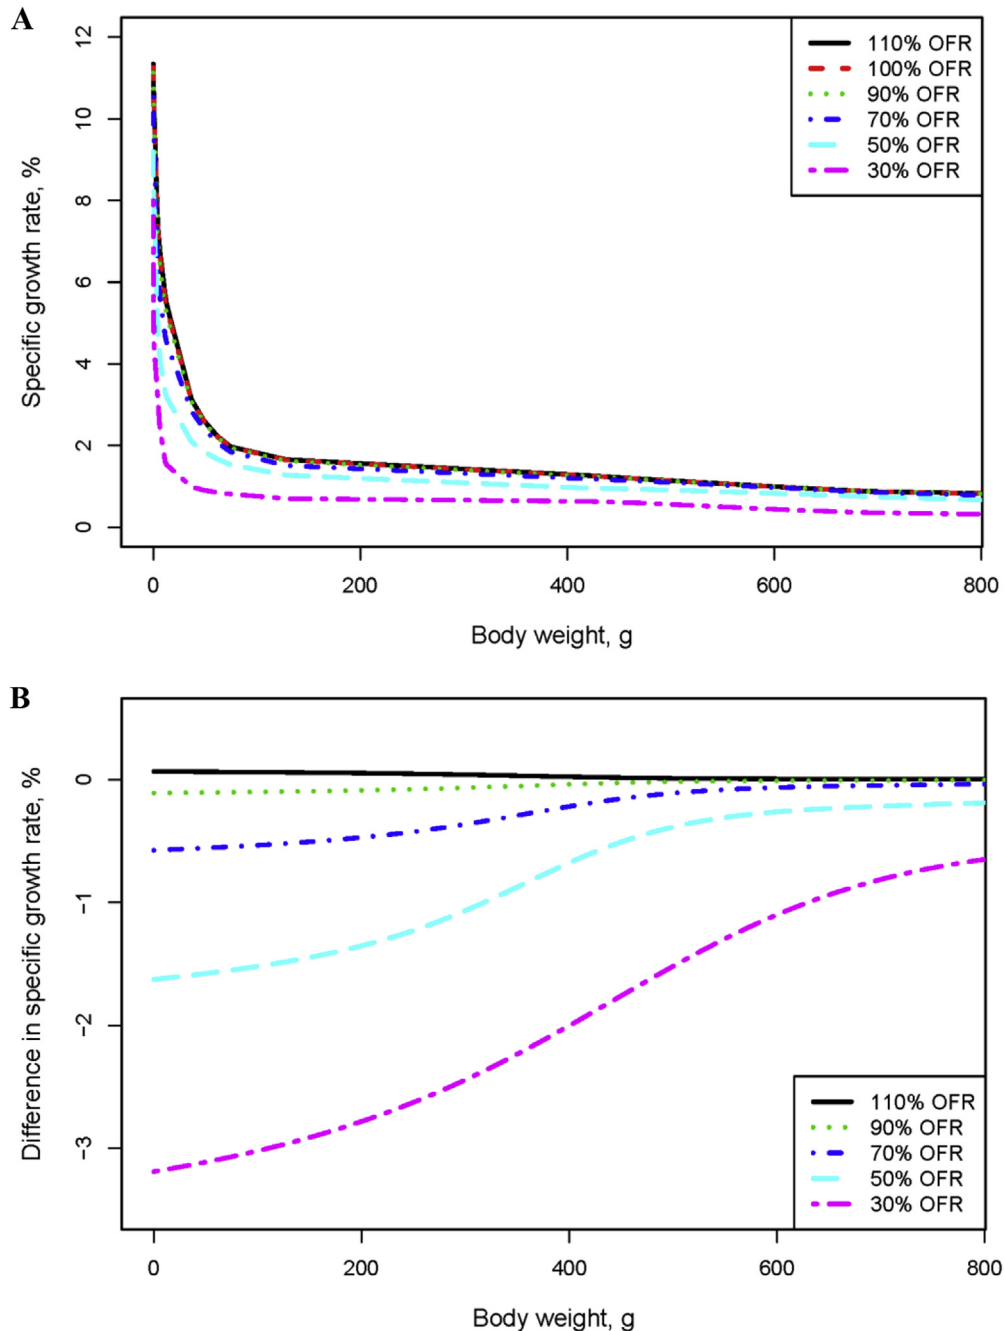 A
Specific growth rate, %
12
10
8
6
4
2
0
110% OFR
100% OFR
90% OFR
70% OFR
50% OFR
30% OFR
0 200 400 600 800
Body weight, g
B
Difference in specific growth rate, %
0
−1
−2
−3
110% OFR
90% OFR
70% OFR
50% OFR
30% OFR
0 200 400 600 800
Body weight, g